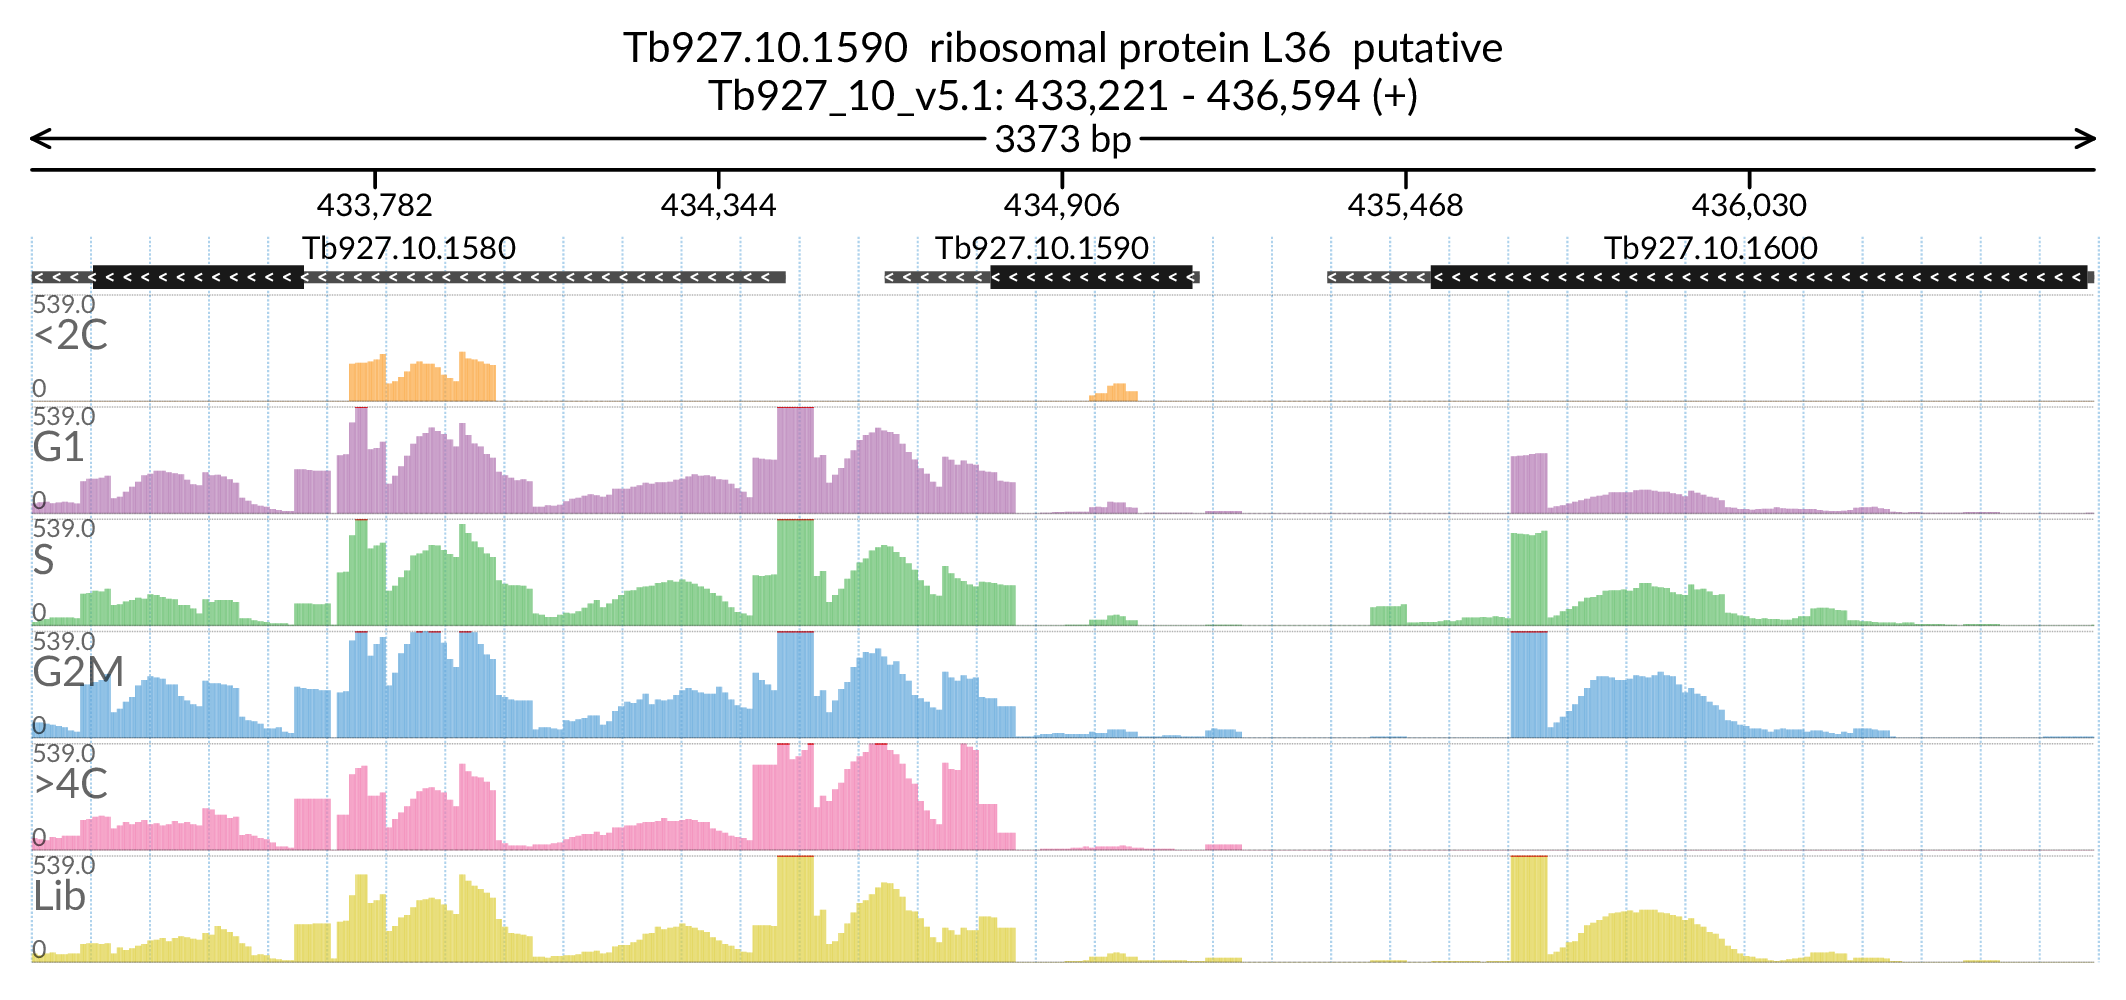 Tb927.10.1590 ribosomal protein L36 putative
Tb927_10_v5.1: 433,221 - 436,594 (+)
3373 bp
433,782 434,344 434,906 435,468 436,030
Tb927.10.1580 Tb927.10.1590 Tb927.10.1600
539.0
<2C
0
539.0
G1
0
539.0
S
0
539.0
G2M
0
539.0
>4C
0
539.0
Lib
0